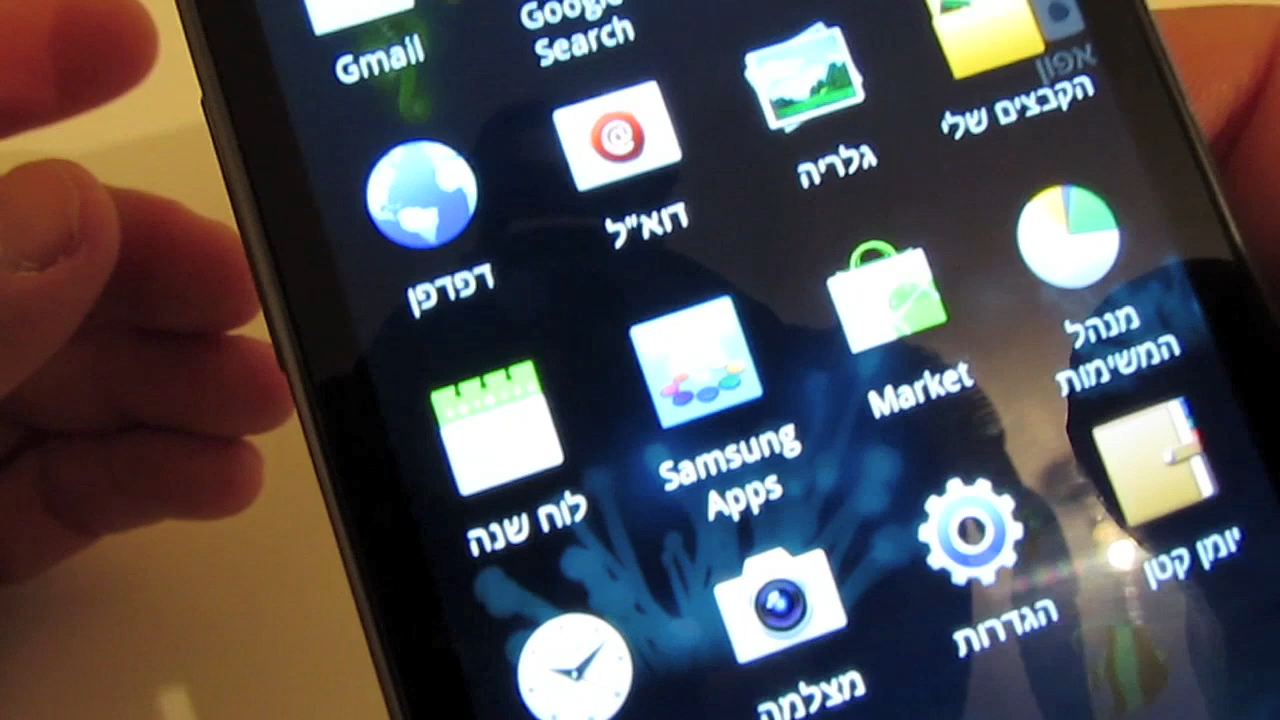 Gmail
Google
Search
גלריה
הקבצים שלי
אפון
דפדפן
דוא"ל
Market
מנהל
המשימות
לוח שנה
Samsung
Apps
הגדרות
יומן קטן
מצלמה